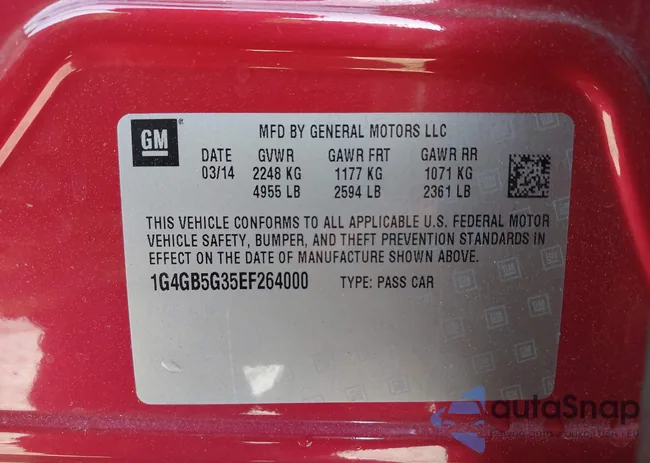 GM
MFD BY GENERAL MOTORS LLC
DATE GVWR GAWR FRT GAWR RR
03/14 2248 KG 1177 KG 1071 KG
4955 LB 2594 LB 2361 LB
THIS VEHICLE CONFORMS TO ALL APPLICABLE U.S. FEDERAL MOTOR
VEHICLE SAFETY, BUMPER, AND THEFT PREVENTION STANDARDS IN
EFFECT ON THE DATE OF MANUFACTURE SHOWN ABOVE.
1G4GB5G35EF264000 TYPE: PASS CAR
autaSnap